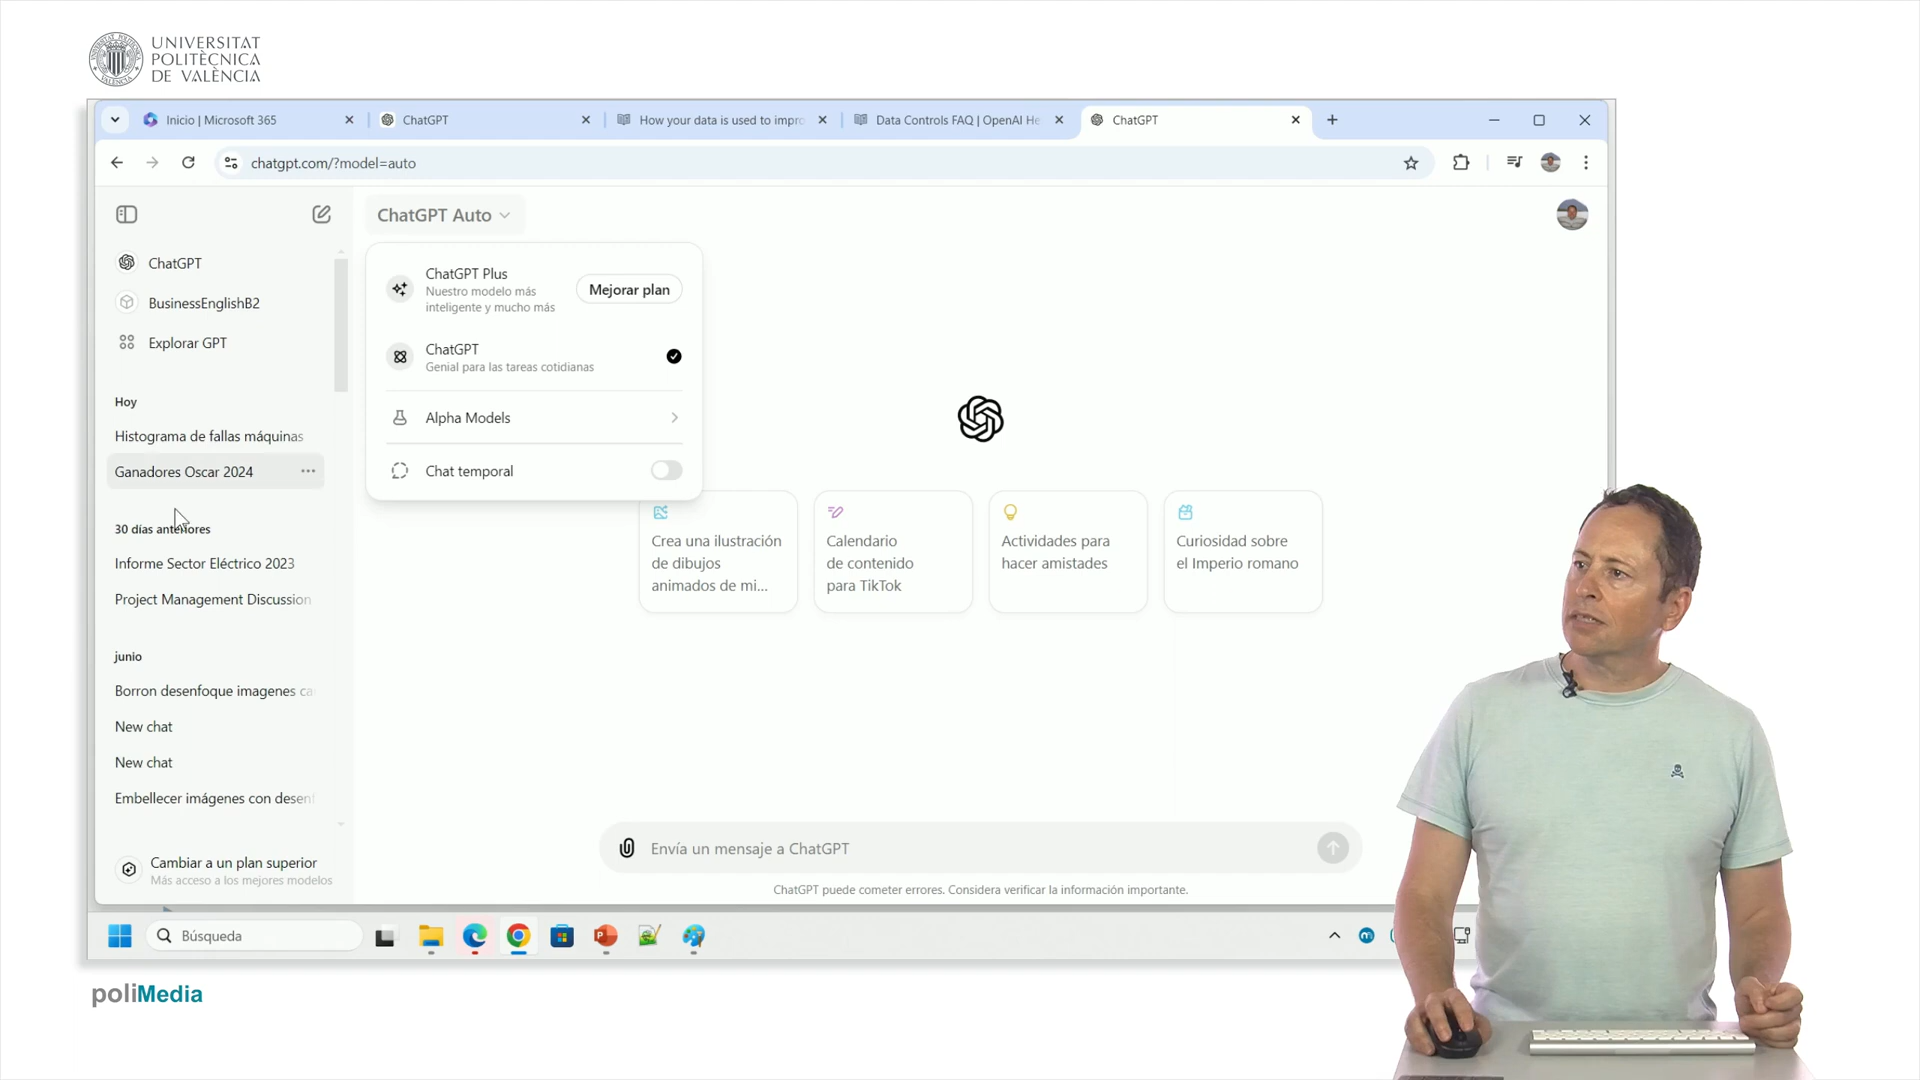 UNIVERSITAT
POLITÈCNICA
DE VALÈNCIA
Inicio | Microsoft 365
ChatGPT
How your data is used to impro
Data Controls FAQ | OpenAI He
ChatGPT
chatgpt.com/?model=auto
ChatGPT Auto
ChatGPT
BusinessEnglishB2
Explorar GPT
Hoy
Histograma de fallas máquinas
Ganadores Oscar 2024
30 días anteriores
Informe Sector Eléctrico 2023
Project Management Discussion
junio
Borron desenfoque imagenes ca
New chat
New chat
Embellecer imágenes con desenf
Cambiar a un plan superior
Más acceso a los mejores modelos
ChatGPT Plus
Nuestro modelo más
inteligente y mucho más
Mejorar plan
ChatGPT
Genial para las tareas cotidianas
Alpha Models
Chat temporal
Crea una ilustración
de dibujos
animados de mi...
Calendario
de contenido
para TikTok
Actividades para
hacer amistades
Curiosidad sobre
el Imperio romano
Envía un mensaje a ChatGPT
ChatGPT puede cometer errores. Considera verificar la información importante.
Búsqueda
poliMedia